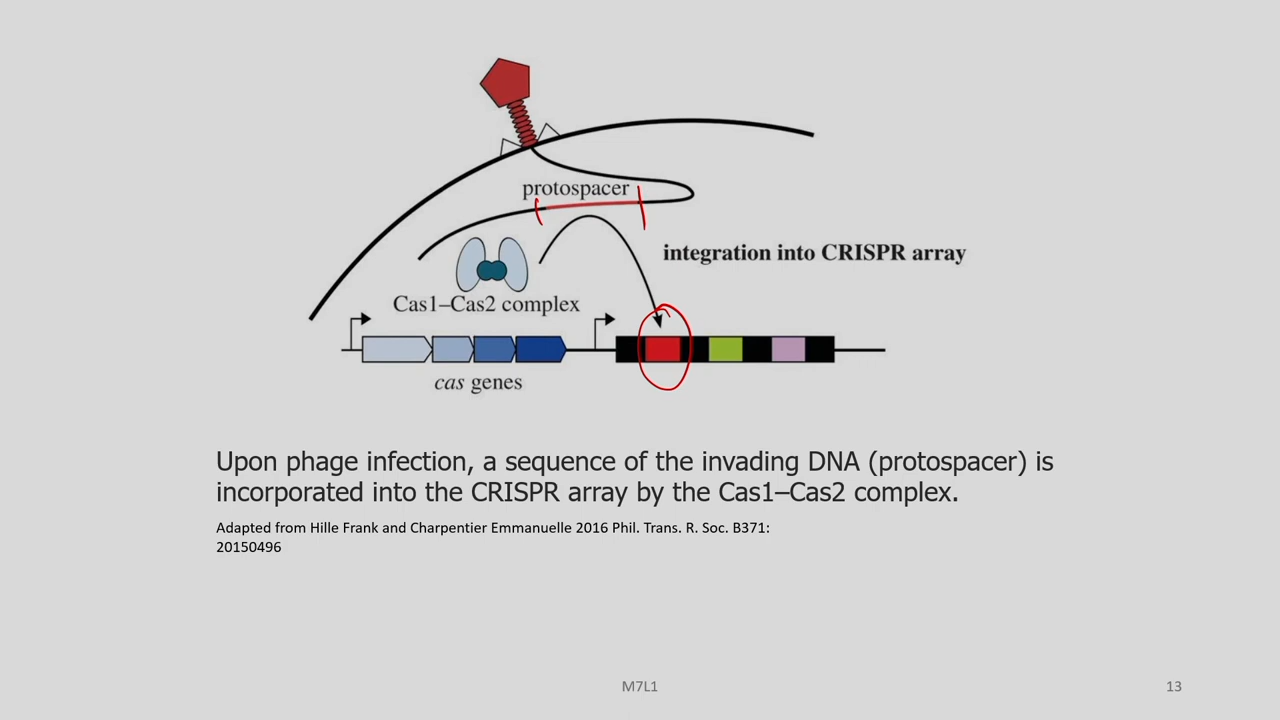 protospacer
integration into CRISPR array
Cas1–Cas2 complex
cas genes
Upon phage infection, a sequence of the invading DNA (protospacer) is
incorporated into the CRISPR array by the Cas1–Cas2 complex.
Adapted from Hille Frank and Charpentier Emmanuelle 2016 Phil. Trans. R. Soc. B371:
20150496
M7L1
13